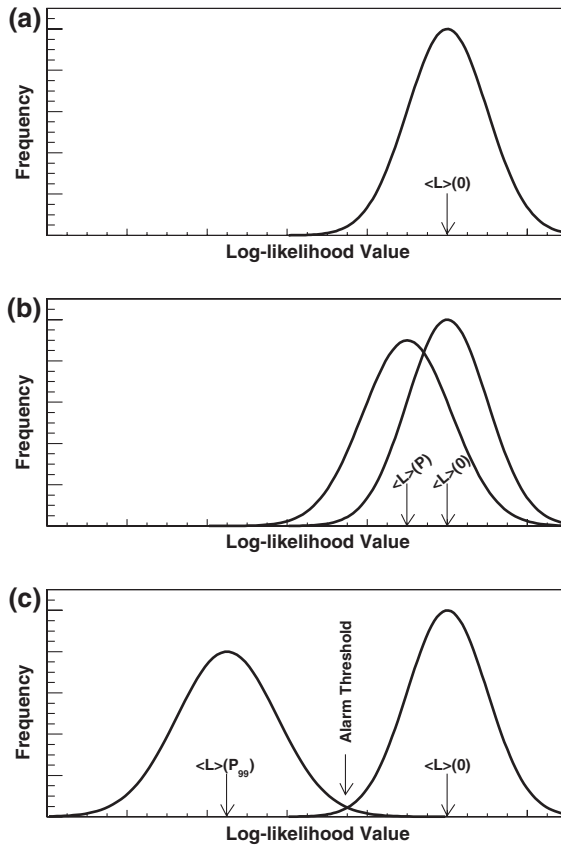 (a)
Frequency
<L>(0)
Log-likelihood Value
(b)
Frequency
<L>(P)
<L>(0)
Log-likelihood Value
(c)
Frequency
Alarm Threshold
<L>(P99)
<L>(0)
Log-likelihood Value